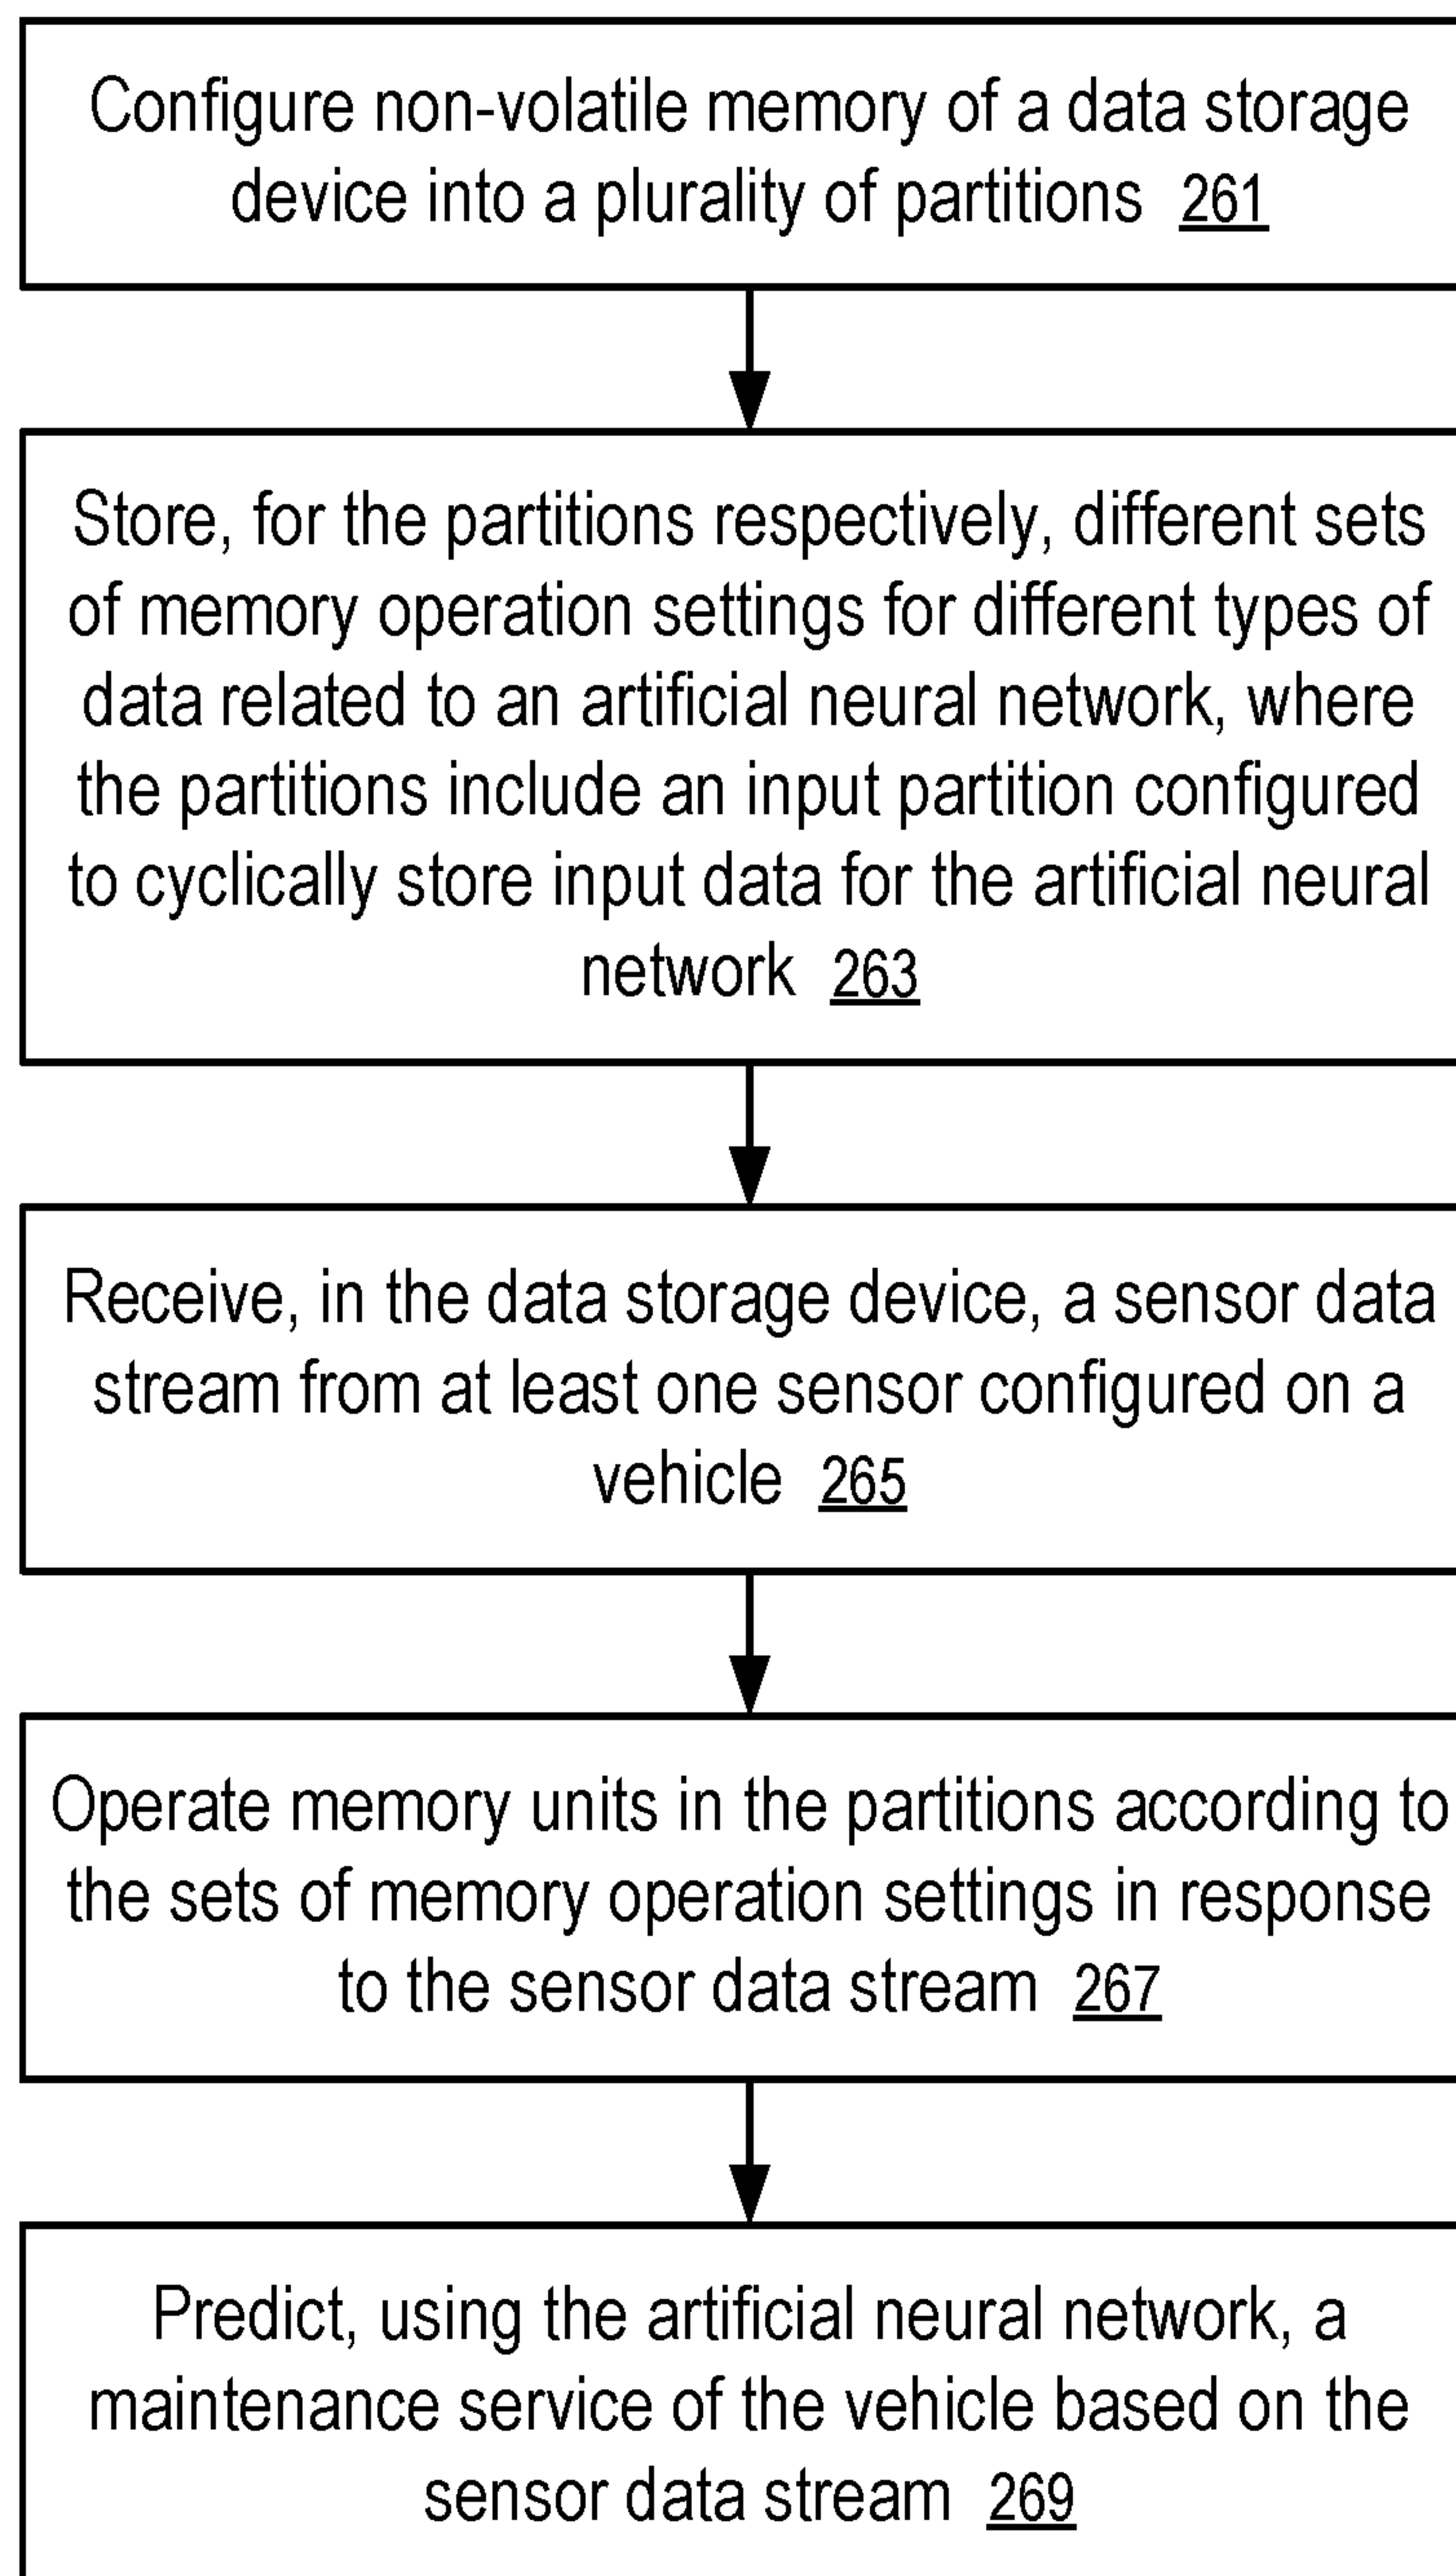 Configure non-volatile memory of a data storage
device into a plurality of partitions 261
Store, for the partitions respectively, different sets
of memory operation settings for different types of
data related to an artificial neural network, where
the partitions include an input partition configured
to cyclically store input data for the artificial neural
network 263
Receive, in the data storage device, a sensor data
stream from at least one sensor configured on a
vehicle 265
Operate memory units in the partitions according to
the sets of memory operation settings in response
to the sensor data stream 267
Predict, using the artificial neural network, a
maintenance service of the vehicle based on the
sensor data stream 269